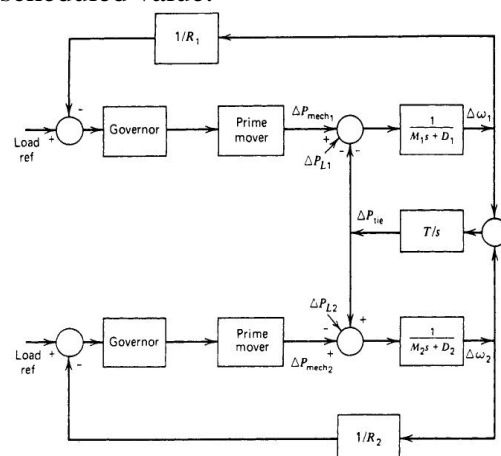 scheduled value.
1/R₁
Load ref
+
-
Governor
Prime mover
ΔP_mech₁
+
-
-
ΔP_L1
1 / M₁s + D₁
Δω₁
ΔP_tie
T/s
ΔP_L2
-
+
+
Load ref
+
-
Governor
Prime mover
ΔP_mech₂
1 / M₂s + D₂
Δω₂
1/R₂